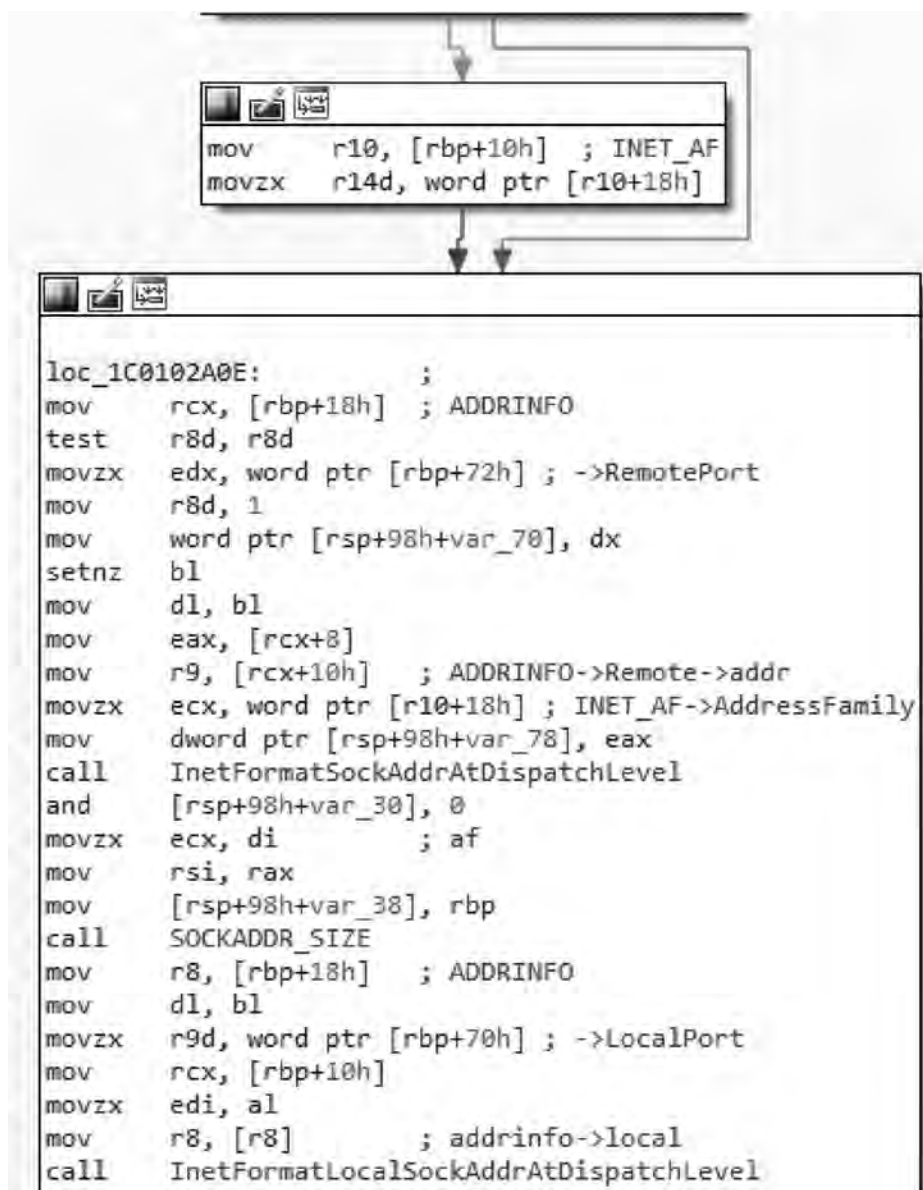 mov r10, [rbp+10h] ; INET_AF
movzx r14d, word ptr [r10+18h]
loc_1C0102A0E: ;
mov rcx, [rbp+18h] ; ADDRINFO
test r8d, r8d
movzx edx, word ptr [rbp+72h] ; ->RemotePort
mov r8d, 1
mov word ptr [rsp+98h+var_70], dx
setnz bl
mov dl, bl
mov eax, [rcx+8]
mov r9, [rcx+10h] ; ADDRINFO->Remote->addr
movzx ecx, word ptr [r10+18h] ; INET_AF->AddressFamily
mov dword ptr [rsp+98h+var_78], eax
call InetFormatSockAddrAtDispatchLevel
and [rsp+98h+var_30], 0
movzx ecx, di ; af
mov rsi, rax
mov [rsp+98h+var_38], rbp
call SOCKADDR_SIZE
mov r8, [rbp+18h] ; ADDRINFO
mov dl, bl
movzx r9d, word ptr [rbp+70h] ; ->LocalPort
mov rcx, [rbp+10h]
movzx edi, al
mov r8, [r8] ; addrinfo->local
call InetFormatLocalSockAddrAtDispatchLevel